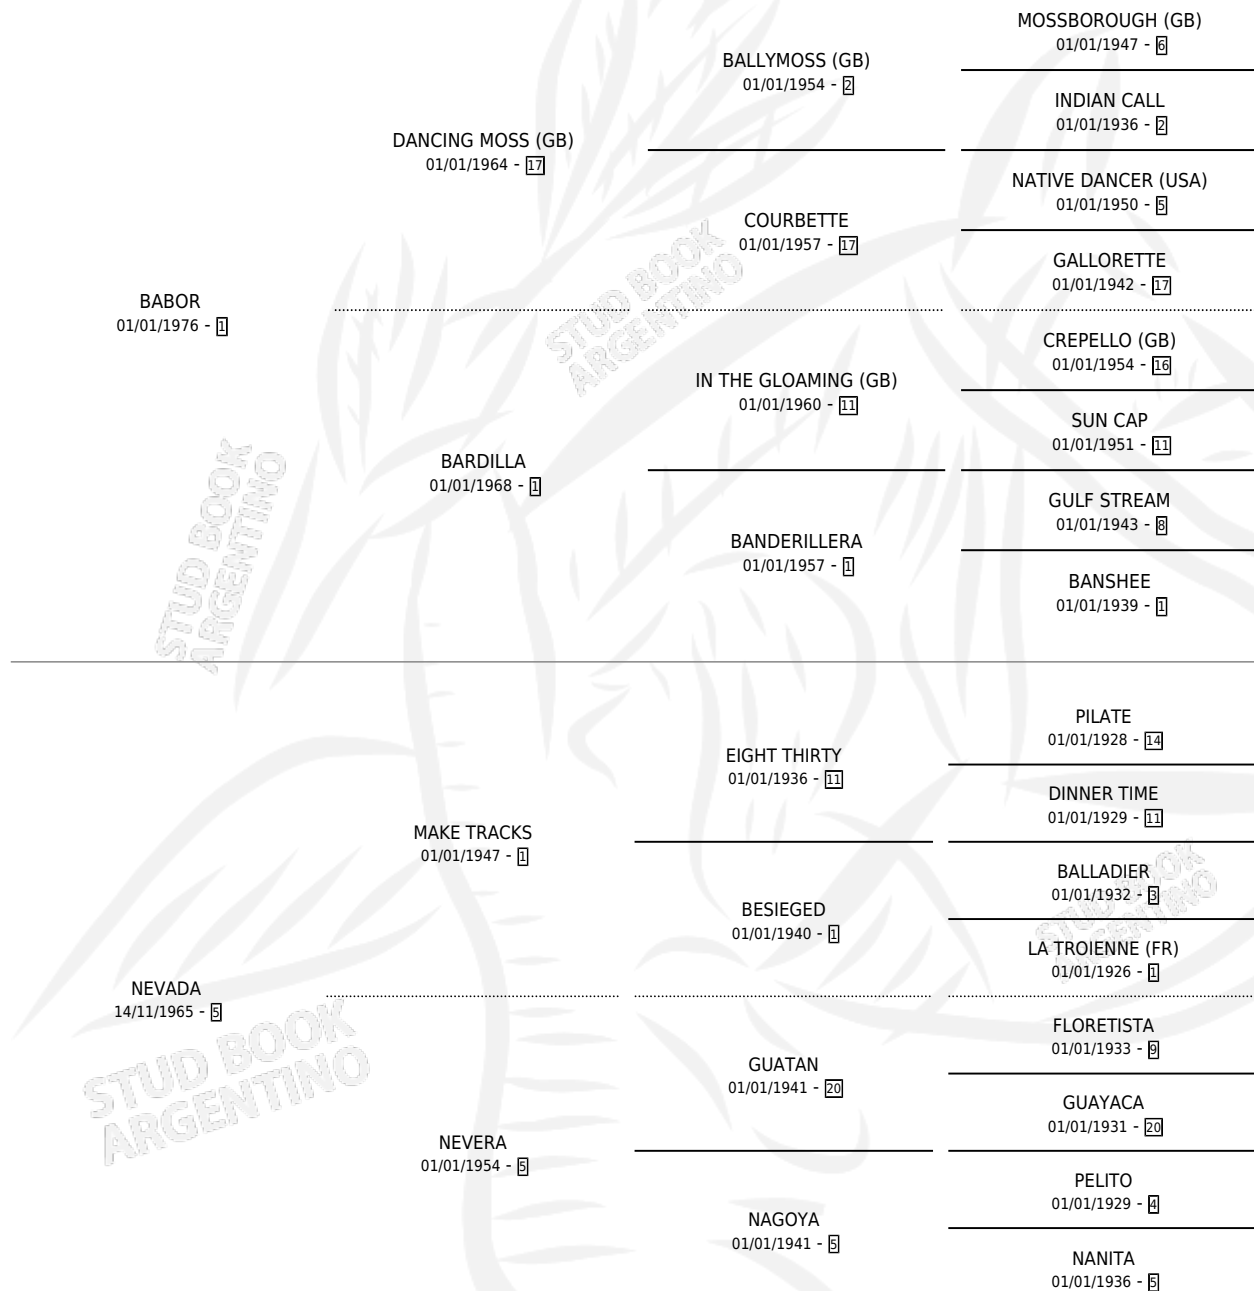 MOSSBOROUGH (GB)
01/01/1947 - 6
BALLYMOSS (GB)
01/01/1954 - 2
INDIAN CALL
01/01/1936 - 2
DANCING MOSS (GB)
01/01/1964 - 17
NATIVE DANCER (USA)
01/01/1950 - 5
COURBETTE
01/01/1957 - 17
GALLORETTE
01/01/1942 - 17
BABOR
01/01/1976 - 1
CREPELLO (GB)
01/01/1954 - 16
IN THE GLOAMING (GB)
01/01/1960 - 11
SUN CAP
01/01/1951 - 11
BARDILLA
01/01/1968 - 1
GULF STREAM
01/01/1943 - 8
BANDERILLERA
01/01/1957 - 1
BANSHEE
01/01/1939 - 1
PILATE
01/01/1928 - 14
EIGHT THIRTY
01/01/1936 - 11
DINNER TIME
01/01/1929 - 11
MAKE TRACKS
01/01/1947 - 1
BALLADIER
01/01/1932 - 3
BESIEGED
01/01/1940 - 1
LA TROIENNE (FR)
01/01/1926 - 1
NEVADA
14/11/1965 - 5
FLORETISTA
01/01/1933 - 9
GUATAN
01/01/1941 - 20
GUAYACA
01/01/1931 - 20
NEVERA
01/01/1954 - 5
PELITO
01/01/1929 - 4
NAGOYA
01/01/1941 - 5
NANITA
01/01/1936 - 5
STUD BOOK
ARGENTINO
STUD BOOK
ARGENTINO
STUD BOOK
ARGENTINO
STUD BOOK
ARGENTINO